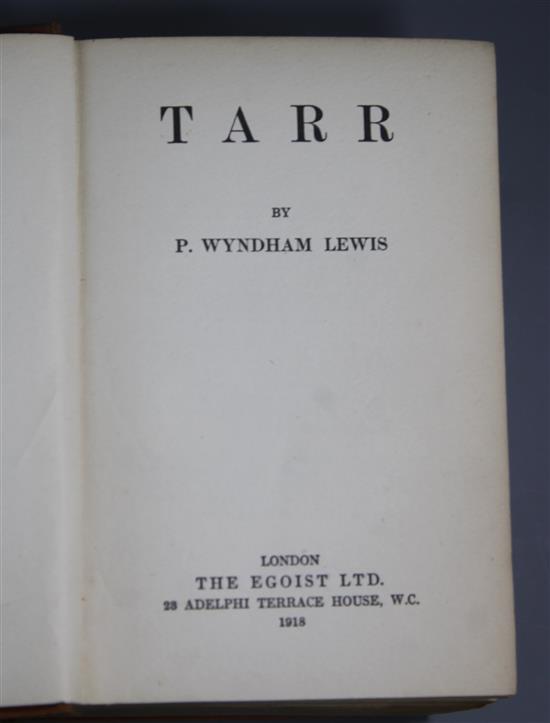 TARR
BY
P. WYNDHAM LEWIS
LONDON
THE EGOIST LTD.
23 ADELPHI TERRACE HOUSE, W.C.
1918